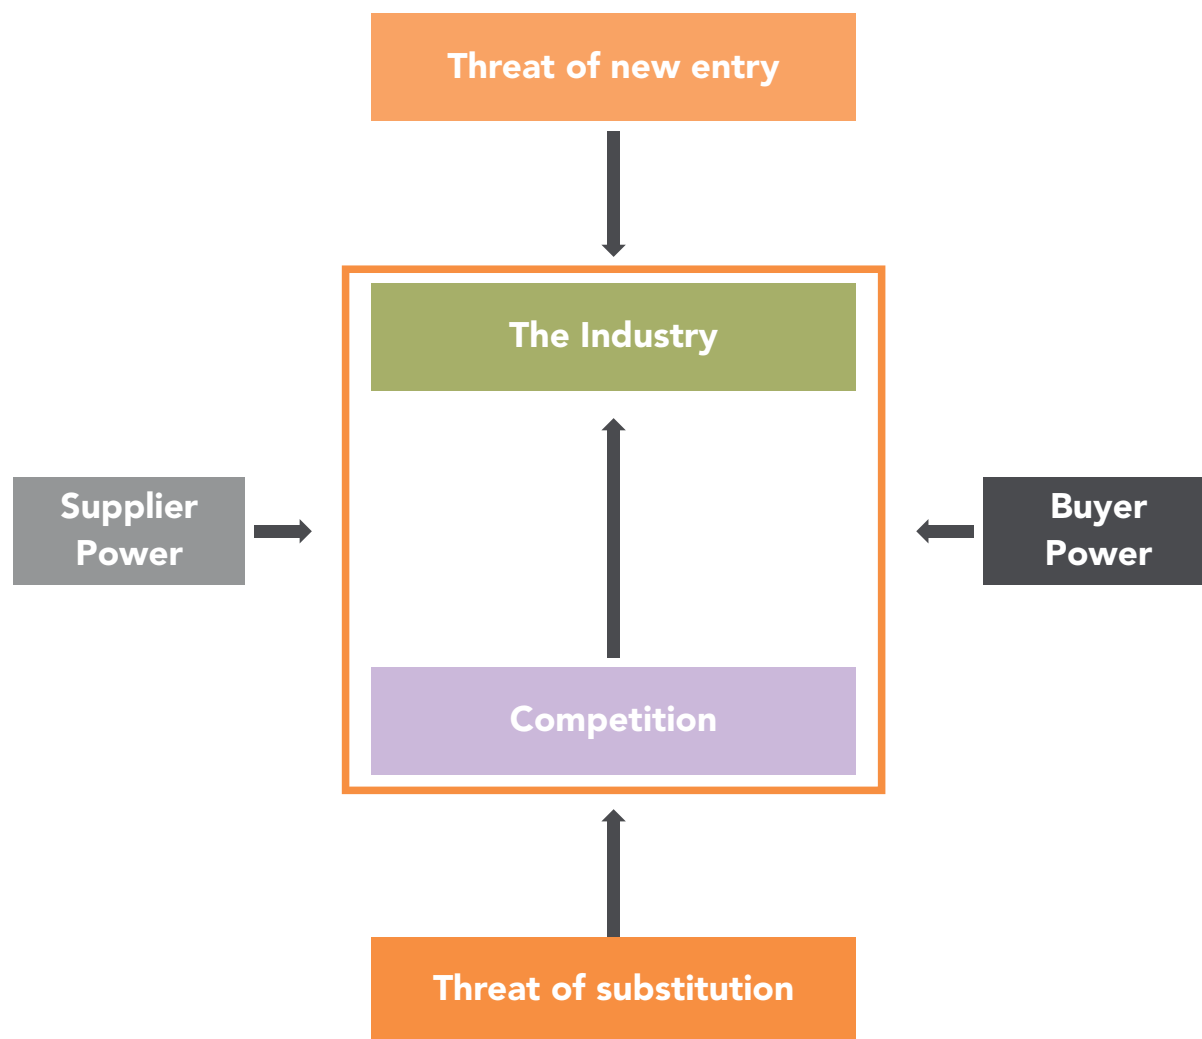 Threat of new entry
The Industry
Supplier
Power
Buyer
Power
Competition
Threat of substitution